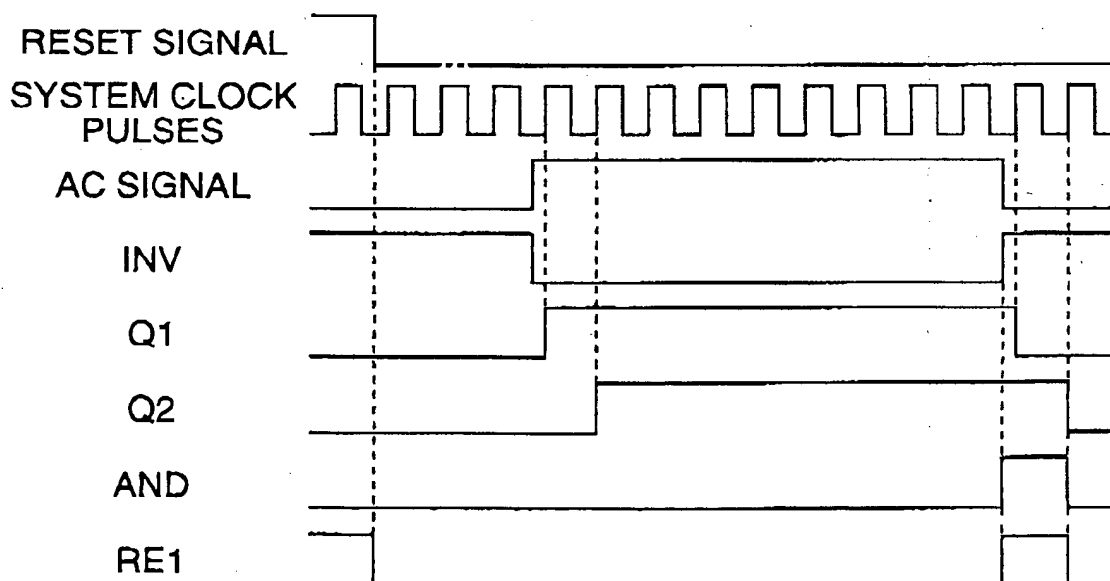 RESET SIGNAL
SYSTEM CLOCK
PULSES
AC SIGNAL
INV
Q1
Q2
AND
RE1